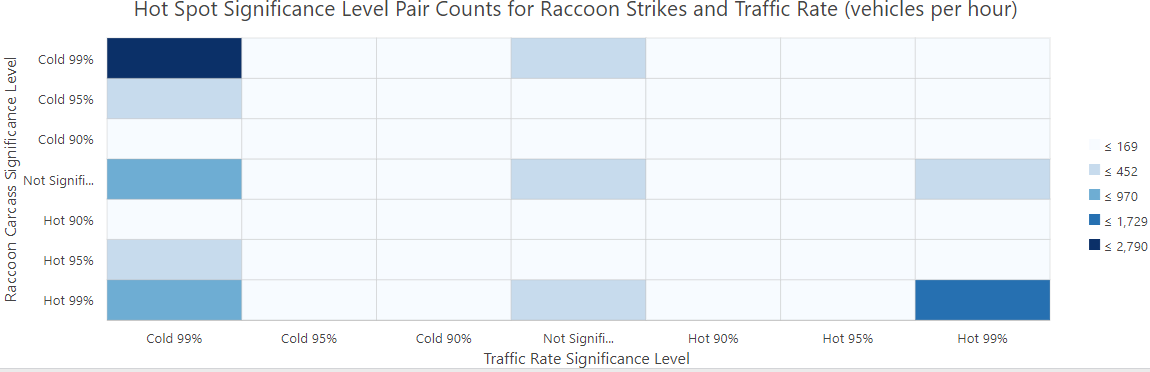 Hot Spot Significance Level Pair Counts for Raccoon Strikes and Traffic Rate (vehicles per hour)
Raccoon Carcass Significance Level
Cold 99%
Cold 95%
Cold 90%
Not Signifi...
Hot 90%
Hot 95%
Hot 99%
Cold 99% Cold 95% Cold 90% Not Signifi... Hot 90% Hot 95% Hot 99%
Traffic Rate Significance Level
≤ 169
≤ 452
≤ 970
≤ 1,729
≤ 2,790